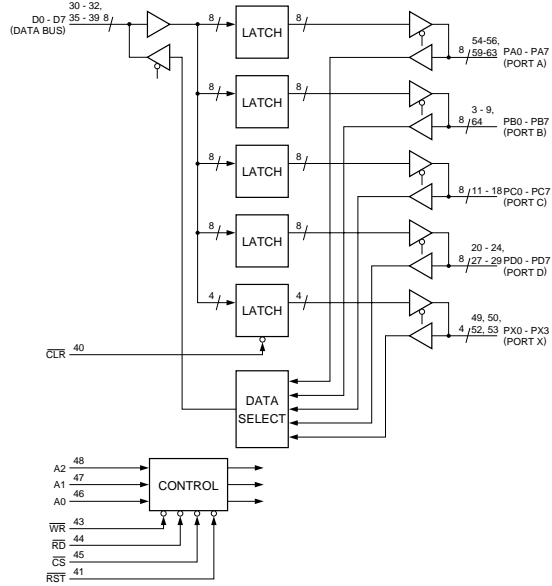 30 - 32,
D0 - D7 35 - 39 8
(DATA BUS)
8 LATCH 8
54-56,
8 59-63 PA0 - PA7
(PORT A)
8 LATCH 8
3 - 9,
8 64 PB0 - PB7
(PORT B)
8 LATCH 8
8 11 - 18 PC0 - PC7
(PORT C)
8 LATCH 8
20 - 24,
8 27 - 29 PD0 - PD7
(PORT D)
4 LATCH 4
49, 50,
4 52, 53 PX0 - PX3
(PORT X)
CLR 40
DATA
SELECT
A2 48
A1 47
A0 46
CONTROL
WR 43
RD 44
CS 45
RST 41